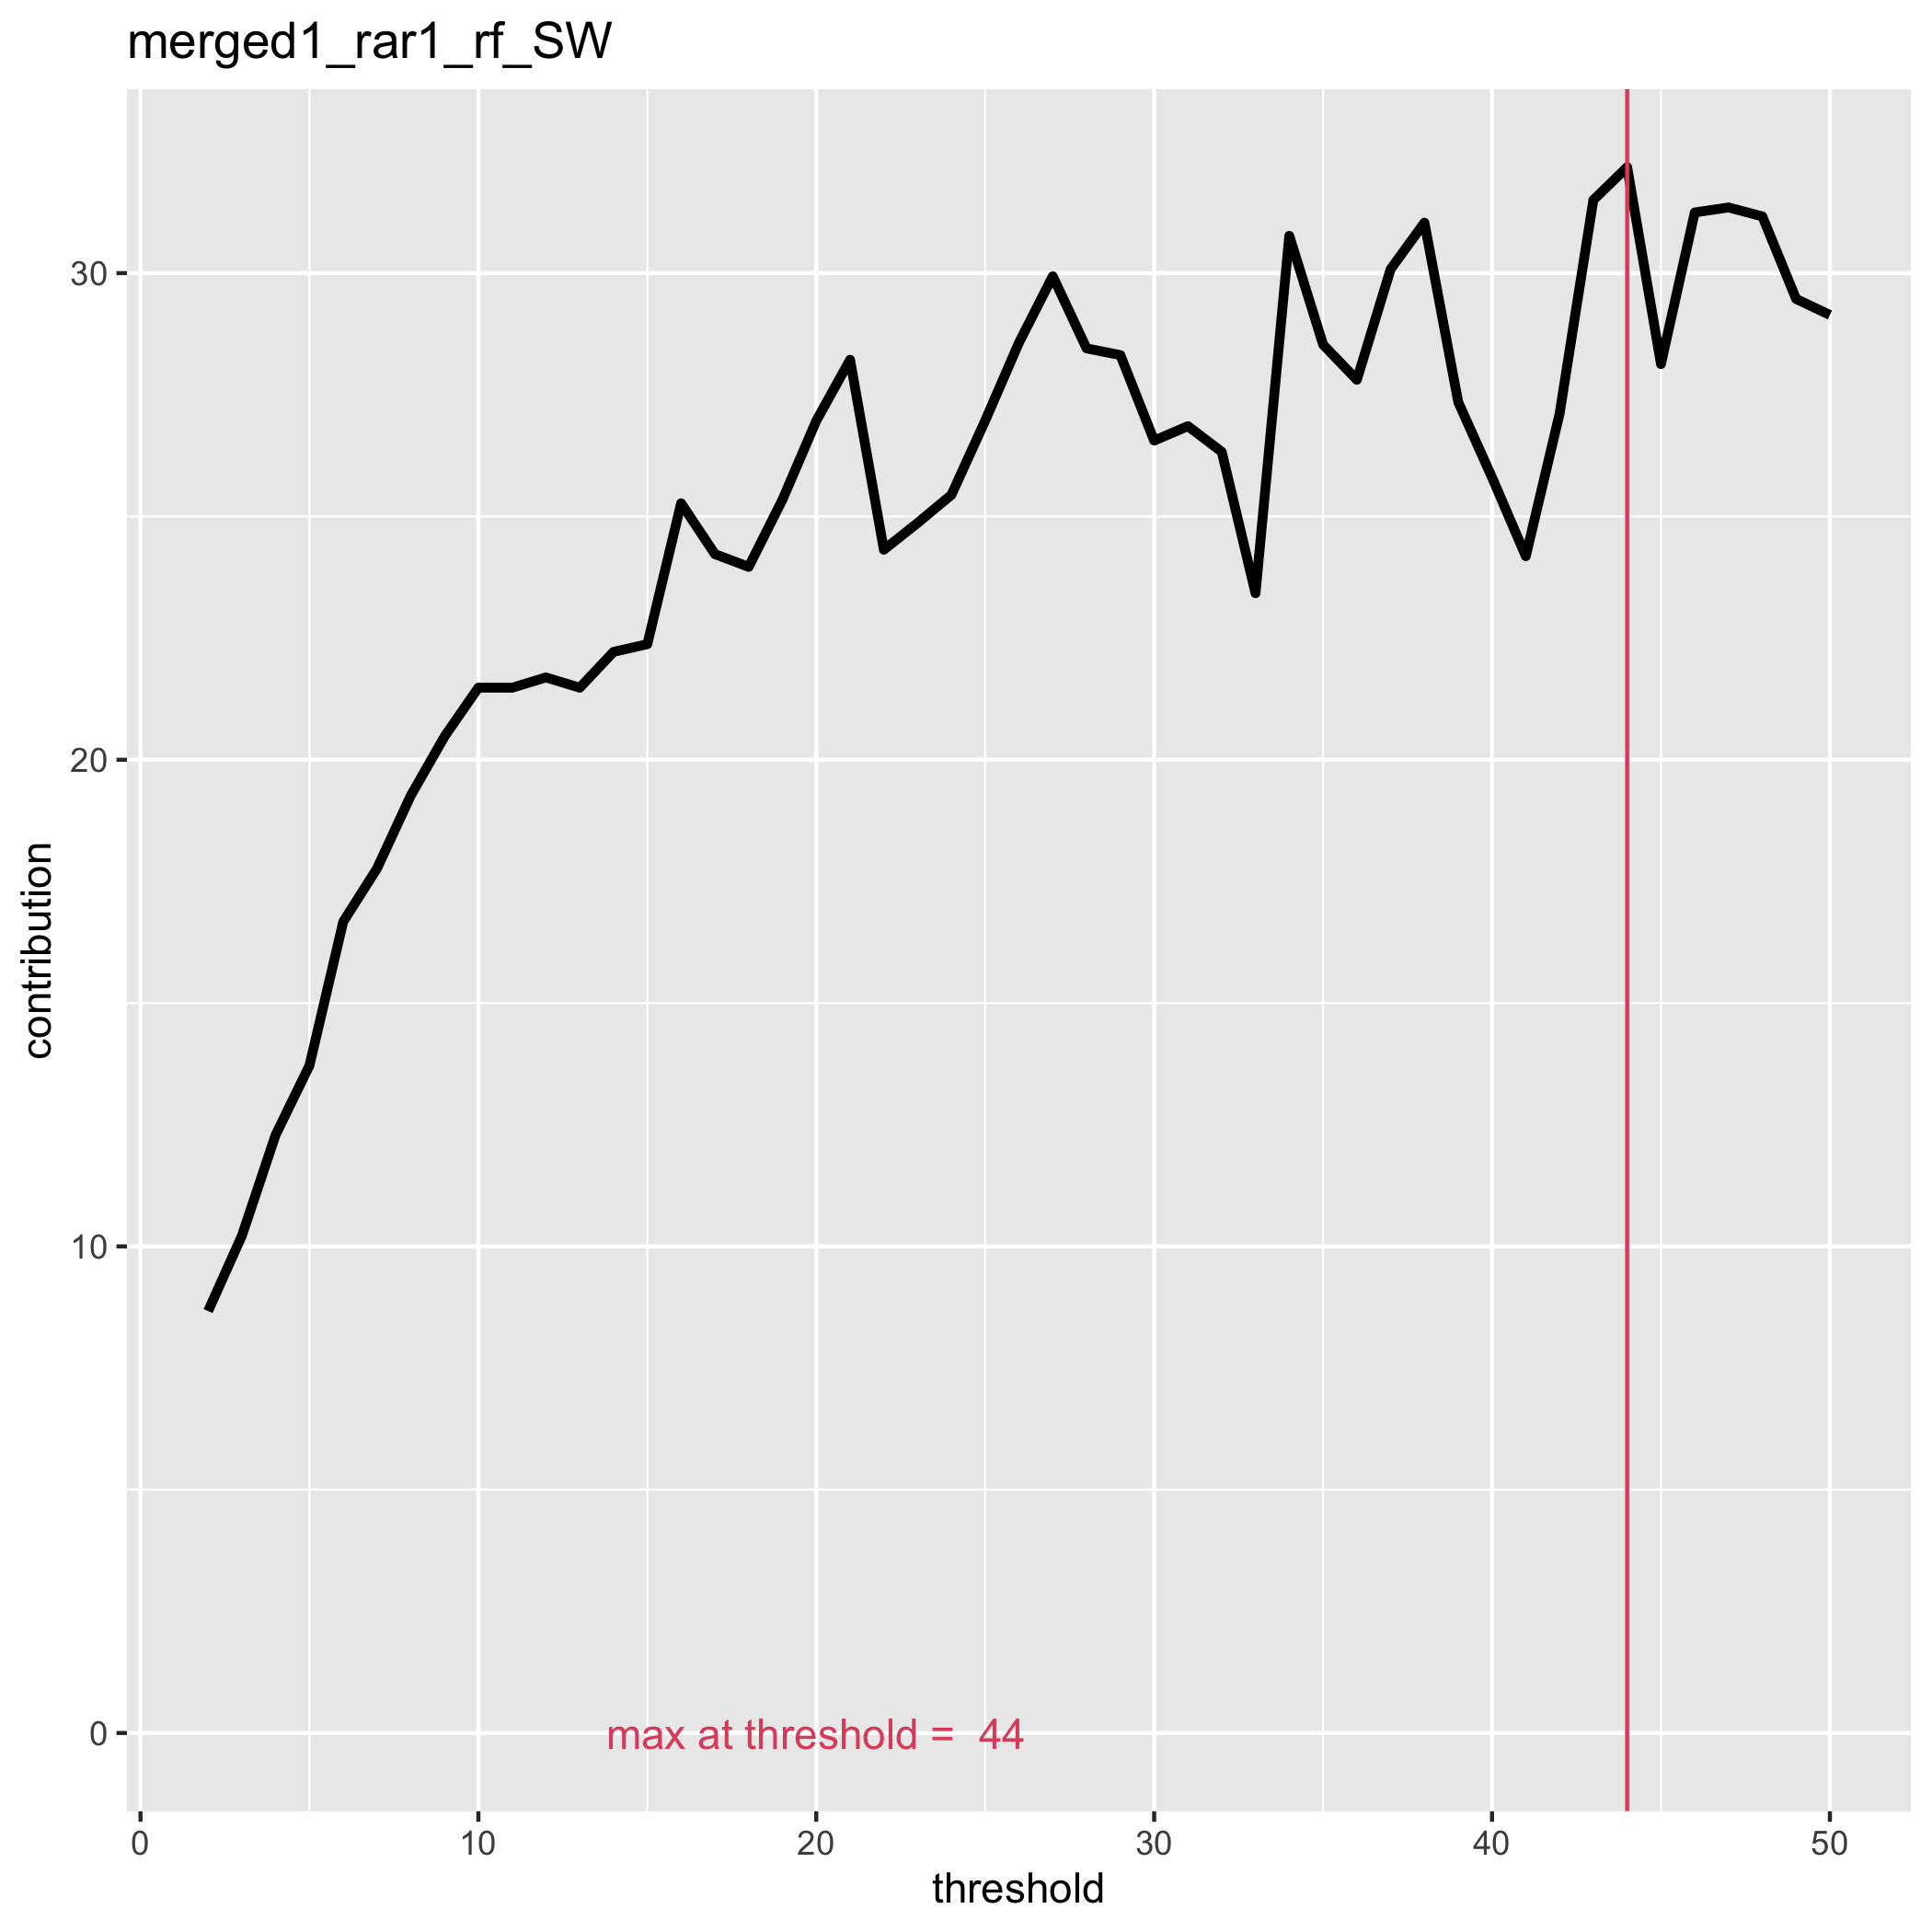 merged1_rar1_rf_SW
contribution
30
20
10
0
max at threshold =  44
0 10 20 30 40 50
threshold